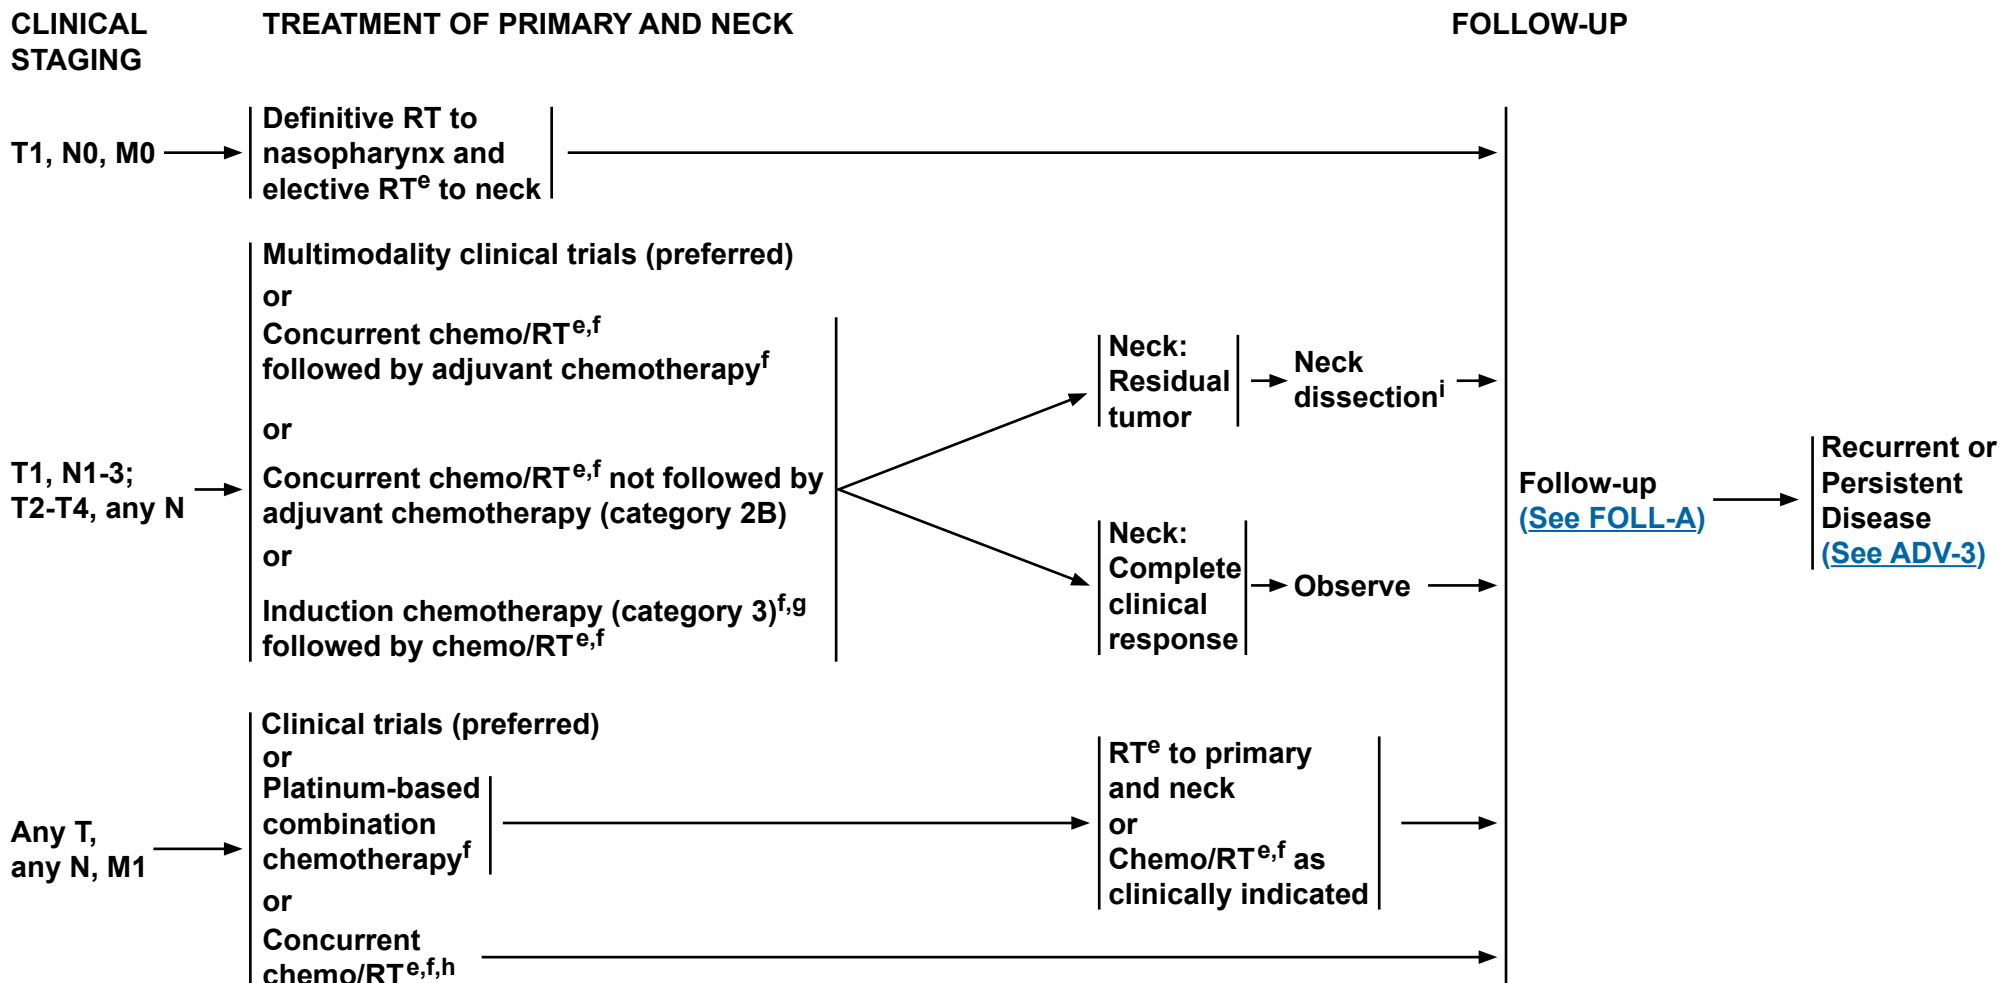 CLINICAL
STAGING
TREATMENT OF PRIMARY AND NECK
FOLLOW-UP
T1, N0, M0
Definitive RT to
nasopharynx and
elective RTe to neck
T1, N1-3;
T2-T4, any N
Multimodality clinical trials (preferred)
or
Concurrent chemo/RTe,f
followed by adjuvant chemotherapyf
or
Concurrent chemo/RTe,f not followed by
adjuvant chemotherapy (category 2B)
or
Induction chemotherapy (category 3)f,g
followed by chemo/RTe,f
Neck:
Residual
tumor
Neck
dissectioni
Neck:
Complete
clinical
response
Observe
Any T,
any N, M1
Clinical trials (preferred)
or
Platinum-based
combination
chemotherapyf
or
Concurrent
chemo/RTe,f,h
RTe to primary
and neck
or
Chemo/RTe,f as
clinically indicated
Follow-up
(See FOLL-A)
Recurrent or
Persistent
Disease
(See ADV-3)